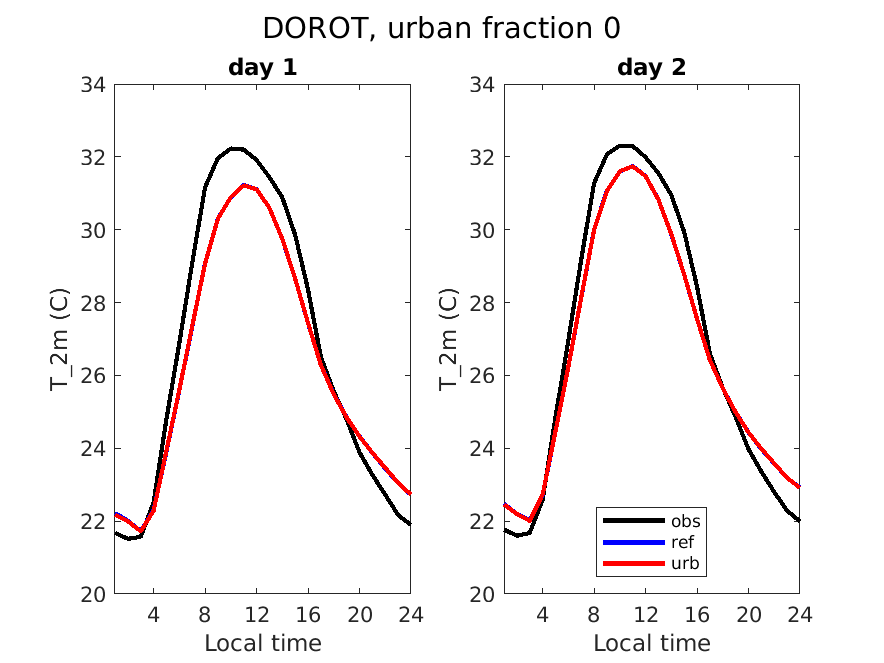 DOROT, urban fraction 0
day 1
34
32
30
28
26
24
22
20
T_2m (C)
4 8 12 16 20 24
Local time
day 2
34
32
30
28
26
24
22
20
T_2m (C)
4 8 12 16 20 24
Local time
obs
ref
urb